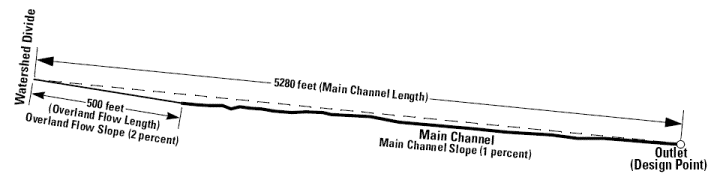 Watershed Divide
5280 feet (Main Channel Length)
500 feet
(Overland Flow Length)
Overland Flow Slope (2 percent)
Main Channel
Main Channel Slope (1 percent)
Outlet
(Design Point)